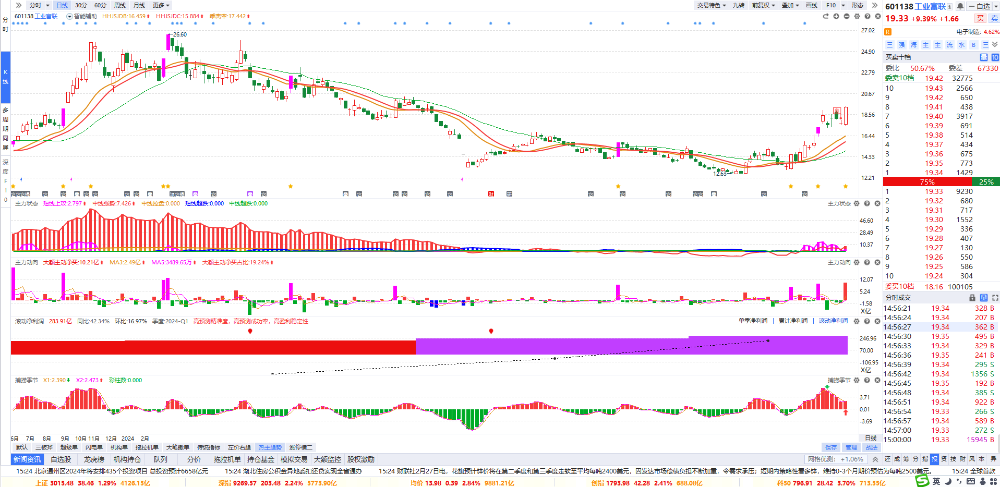 分时 日线 30分 60分 周线 月线 更多 交易特色 九转 前复权 叠加 画线 F10 形态
601138 工业富联 智能辅助 HHJSJDB:16.459 HHJSJDC:15.884 乖离率:17.442
分时
K线
多周期同屏
深度F10
26.60
12.63
27.02
24.90
22.79
20.67
18.56
16.44
14.33
12.21
主力状态 短线上攻:2.797 中线强势:7.426 中线控盘:0.000 短线超跌:0.000 中线超跌:0.000 主力状态
46.60
28.49
10.37
主力动向 大额主动净买:10.21亿 MA3:2.49亿 MA5:3489.65万 大额主动净买占比:19.24% 主力动向
12.07
5.24
-1.58
X亿
滚动净利润 283.91亿 同比:42.34% 环比:16.97% 季度:2024-Q1 高预测精准度，高预测成功率，高盈利稳定性 单季净利润 | 累计净利润 | 滚动净利润
246.96
70.00
-106.95
X亿
捕捞季节 X1:2.390 X2:2.473 彩柱数:0.000 捕捞季节
3.71
0.01
-3.69
6月 7月 8月 9月 10月 11月 12月 2024 2月 日线
默认 三板斧 超级单 闪电单 机构单 拖拉机单 大笔撤单 传统指标 左价右趋 热主趋势 涨停横二 保存 管理 战法
新闻资讯 自选股 龙虎榜 机构持仓 队列 分价 拖拉机单 持仓基金 模拟交易 大额监控 股权激励 网格优测: +1.06%
15:24 北京通州区2024年将安排435个投资项目 总投资预计6658亿元 15:24 湖北住房公积金异地委扣还贷实现全省通办 15:24 财联社2月27日电，花旗预计锌价将在第二季度和第三季度走软至平均每吨2400美元，因发达市场偿债负担不断加重，令需求承压；短期内策略性看多锌，维持0-3个月期价预估为每吨2500美元。 15:24 全球首款
上证 3015.48 38.46 1.29% 4126.15亿 深指 9269.57 203.48 2.24% 5773.90亿 均价 13.98 0.39 2.84% 9881.21亿 创指 1793.98 42.28 2.41% 688.08亿 科50 796.91 28.42 3.70% 713.55亿
601138 工业富联 自选
19.33 +9.39% +1.66 买 卖
R 电子制造: 4.62%
三 强 海 主 主 流 水 B 三
买卖十档 10
委比 50.67% 委差 67330
委卖10档 19.42 32775
10 19.43 2566
9 19.42 650
8 19.41 438
7 19.40 3917
6 19.39 691
5 19.38 514
4 19.37 434
3 19.36 675
2 19.35 773
1 19.34 1429
75% 25%
1 19.33 9230
2 19.32 680
3 19.31 717
4 19.30 1552
5 19.29 336
6 19.28 407
7 19.27 130
8 19.26 550
9 19.25 586
10 19.24 304
委买10档 18.16 100105
分时成交
14:56:21 19.34 328 B
14:56:24 19.34 207 B
14:56:27 19.34 362 B
14:56:30 19.35 495 B
14:56:33 19.34 329 B
14:56:36 19.35 241 B
14:56:39 19.34 295 S
14:56:42 19.34 1356 S
14:56:45 19.35 192 B
14:56:48 19.34 385 S
14:56:51 19.34 922 B
14:56:54 19.33 266 S
14:56:57 19.34 589 B
14:57:00 19.33 272 S
15:00:00 19.33 15945 B
还 成 筹 分 指 报 资 技 财 风 本 异
S 英